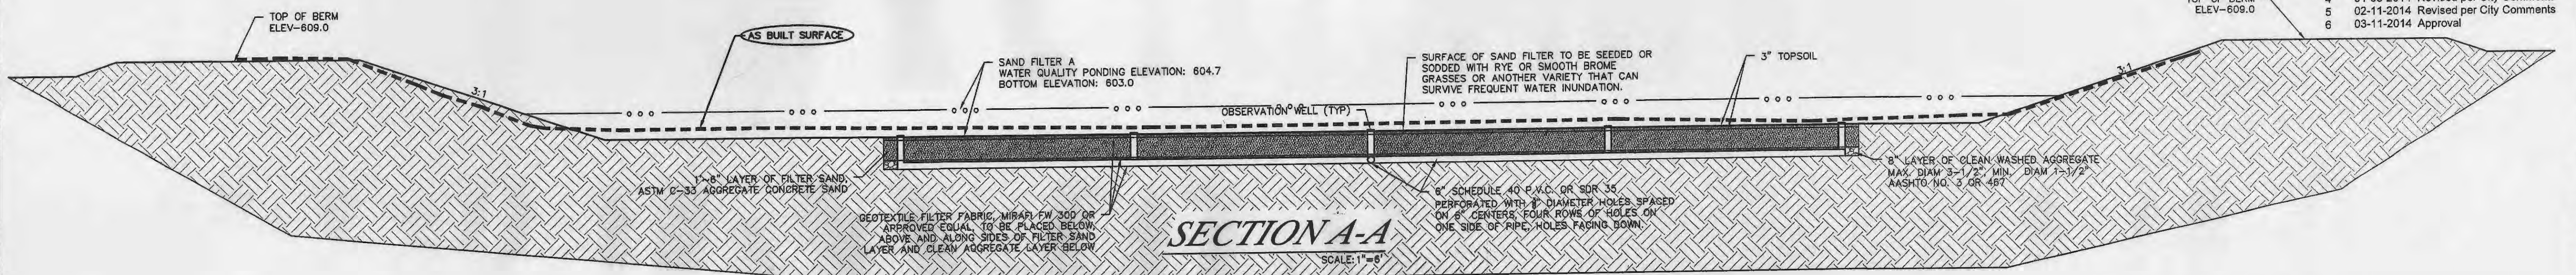 TOP OF BERM
ELEV-609.0
AS BUILT SURFACE
SAND FILTER A
WATER QUALITY PONDING ELEVATION: 604.7
BOTTOM ELEVATION: 603.0
SURFACE OF SAND FILTER TO BE SEEDED OR
SODDED WITH RYE OR SMOOTH BROME
GRASSES OR ANOTHER VARIETY THAT CAN
SURVIVE FREQUENT WATER INUNDATION.
3" TOPSOIL
TOP OF BERM
ELEV-609.0
5 02-11-2014 Revised per City Comments
6 03-11-2014 Approval
3:1
3:1
OBSERVATION WELL (TYP)
1'-6" LAYER OF FILTER SAND,
ASTM C-33 AGGREGATE CONCRETE SAND
GEOTEXTILE FILTER FABRIC, MIRAFI FW 300 OR
APPROVED EQUAL, TO BE PLACED BELOW,
ABOVE AND ALONG SIDES OF FILTER SAND
LAYER AND CLEAN AGGREGATE LAYER BELOW
6" SCHEDULE 40 P.V.C. OR SDR 35
PERFORATED WITH DIAMETER HOLES SPACED
ON 6" CENTERS, FOUR ROWS OF HOLES ON
ONE SIDE OF PIPE, HOLES FACING DOWN.
8" LAYER OF CLEAN WASHED AGGREGATE
MAX. DIAM 3-1/2", MIN. DIAM 1-1/2"
AASHTO NO. 3 OR 467
SECTION A-A
SCALE: 1"=6'